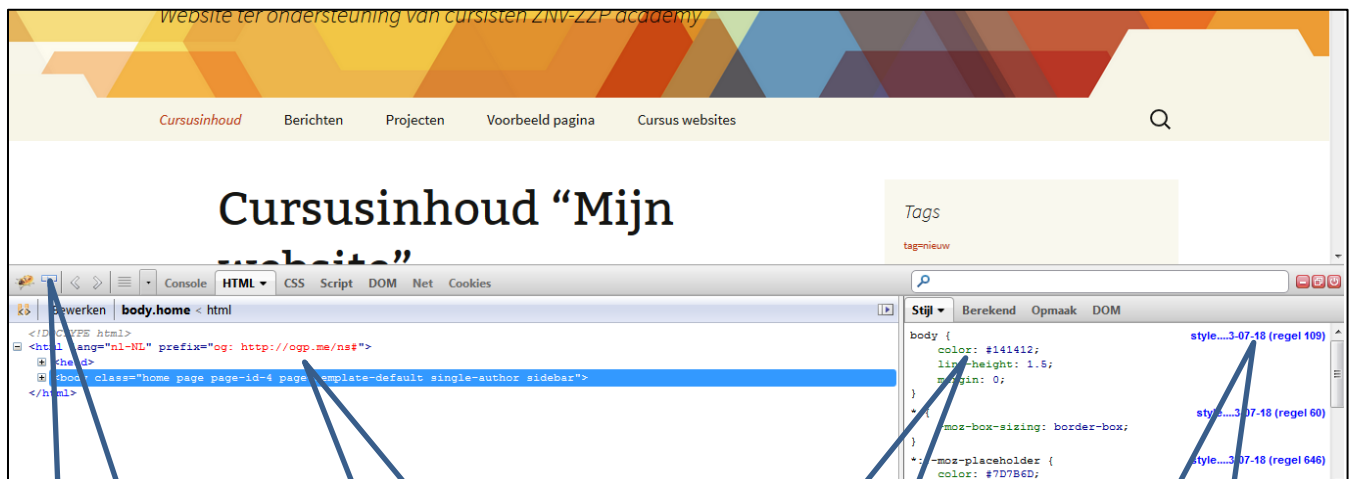 Website ter ondersteuning van cursisten ZNV-ZZP academy
Cursusinhoud Berichten Projecten Voorbeeld pagina Cursus websites
Cursusinhoud “Mijn
website”
Tags
tag=nieuw
Console HTML CSS Script DOM Net Cookies
Bewerken body.home < html
Stijl Berekend Opmaak DOM
<!DOCTYPE html>
<html lang="nl-NL" prefix="og: http://ogp.me/ns#">
<head>
<body class="home page page-id-4 page-template-default single-author sidebar">
</html>
body { style....3-07-18 (regel 109)
color: #141412;
line-height: 1.5;
margin: 0;
}
* { style....3-07-18 (regel 60)
-moz-box-sizing: border-box;
}
*:-moz-placeholder { style....3-07-18 (regel 646)
color: #7D7B6D;